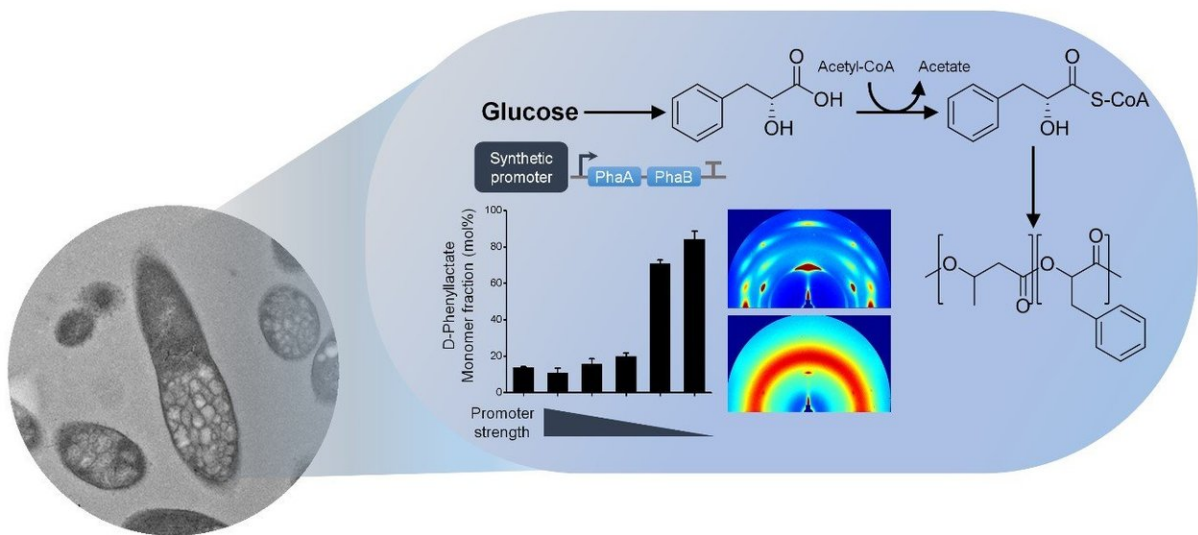 Glucose
O
OH
OH
Acetyl-CoA
Acetate
O
S-CoA
OH
Synthetic
promoter
PhaA
PhaB
D-Phenyllactate
Monomer fraction (mol%)
100
80
60
40
20
0
Promoter
strength
O
O
O
O